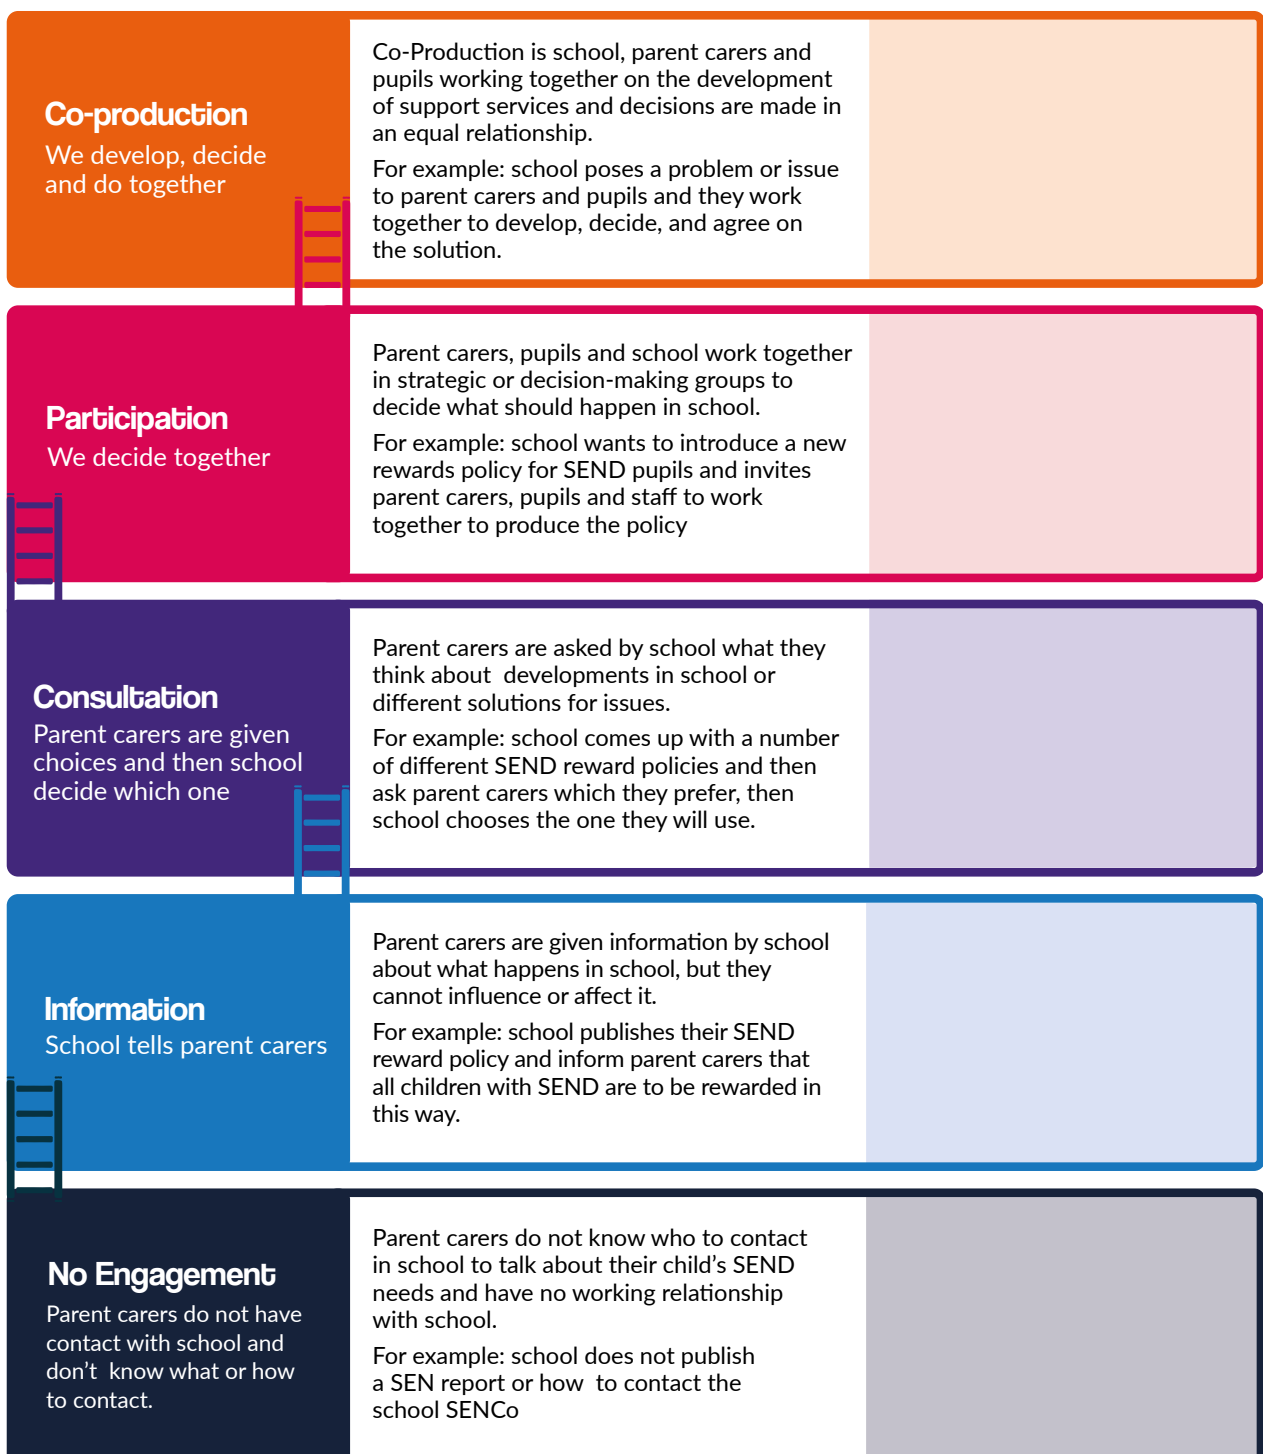 Co-production
We develop, decide
and do together
Co-Production is school, parent carers and
pupils working together on the development
of support services and decisions are made in
an equal relationship.
For example: school poses a problem or issue
to parent carers and pupils and they work
together to develop, decide, and agree on
the solution.
Participation
We decide together
Parent carers, pupils and school work together
in strategic or decision-making groups to
decide what should happen in school.
For example: school wants to introduce a new
rewards policy for SEND pupils and invites
parent carers, pupils and staff to work
together to produce the policy
Consultation
Parent carers are given
choices and then school
decide which one
Parent carers are asked by school what they
think about  developments in school or
different solutions for issues.
For example: school comes up with a number
of different SEND reward policies and then
ask parent carers which they prefer, then
school chooses the one they will use.
Information
School tells parent carers
Parent carers are given information by school
about what happens in school, but they
cannot influence or affect it.
For example: school publishes their SEND
reward policy and inform parent carers that
all children with SEND are to be rewarded in
this way.
No Engagement
Parent carers do not have
contact with school and
don’t  know what or how
to contact.
Parent carers do not know who to contact
in school to talk about their child’s SEND
needs and have no working relationship
with school.
For example: school does not publish
a SEN report or how  to contact the
school SENCo